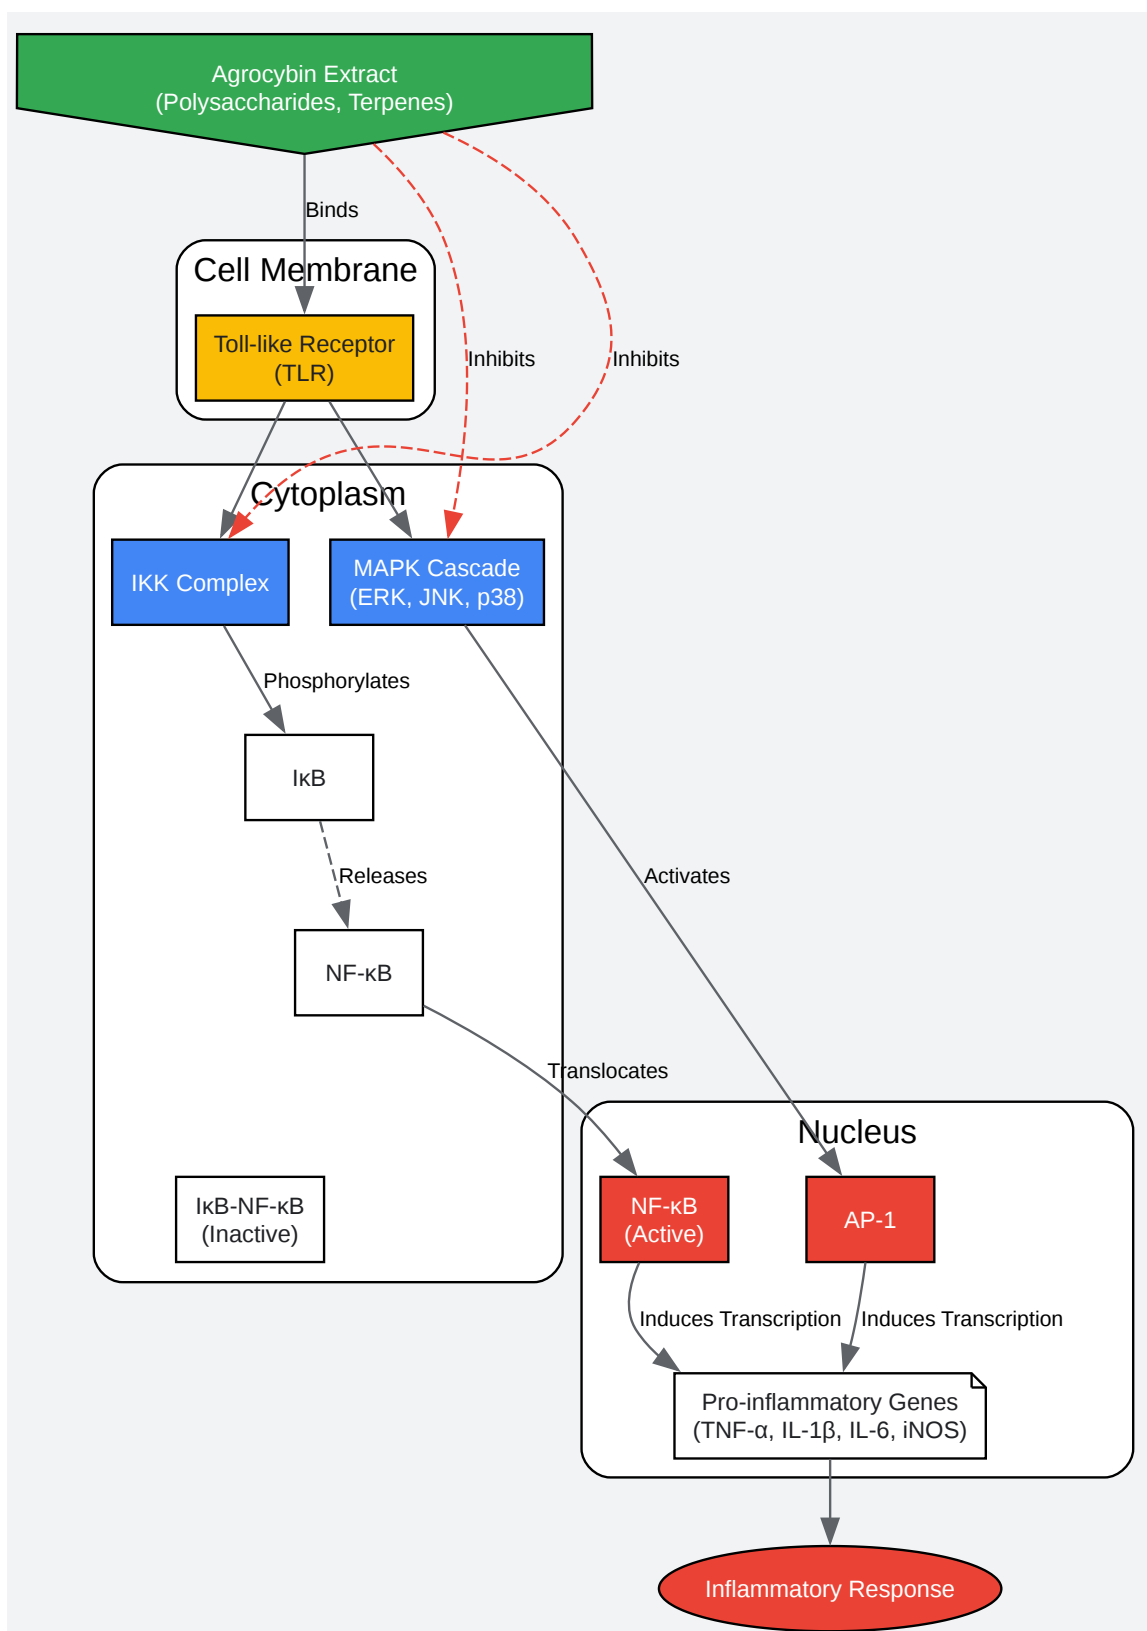 Agrocybin Extract
(Polysaccharides, Terpenes)
Binds
Cell Membrane
Toll-like Receptor
(TLR)
Inhibits
Inhibits
Cytoplasm
IKK Complex
MAPK Cascade
(ERK, JNK, p38)
Phosphorylates
IκB
Releases
Activates
NF-κB
Translocates
Nucleus
IκB-NF-κB
(Inactive)
NF-κB
(Active)
AP-1
Induces Transcription
Induces Transcription
Pro-inflammatory Genes
(TNF-α, IL-1β, IL-6, iNOS)
Inflammatory Response